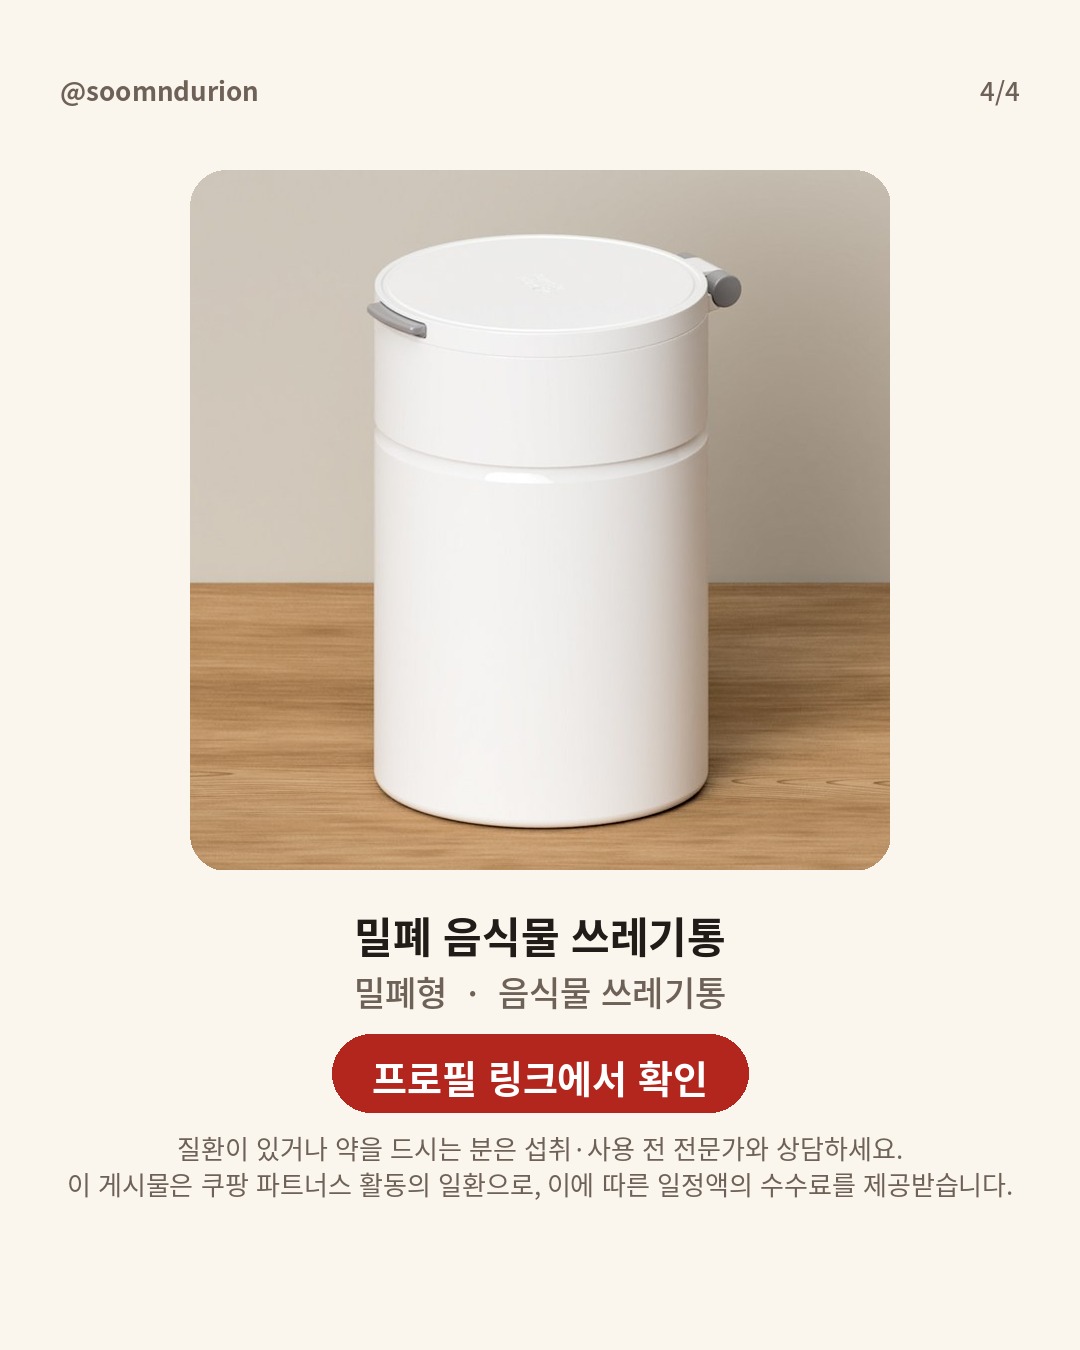 @soomndurion
4/4
밀폐 음식물 쓰레기통
밀폐형 · 음식물 쓰레기통
프로필 링크에서 확인
질환이 있거나 약을 드시는 분은 섭취·사용 전 전문가와 상담하세요.
이 게시물은 쿠팡 파트너스 활동의 일환으로, 이에 따른 일정액의 수수료를 제공받습니다.